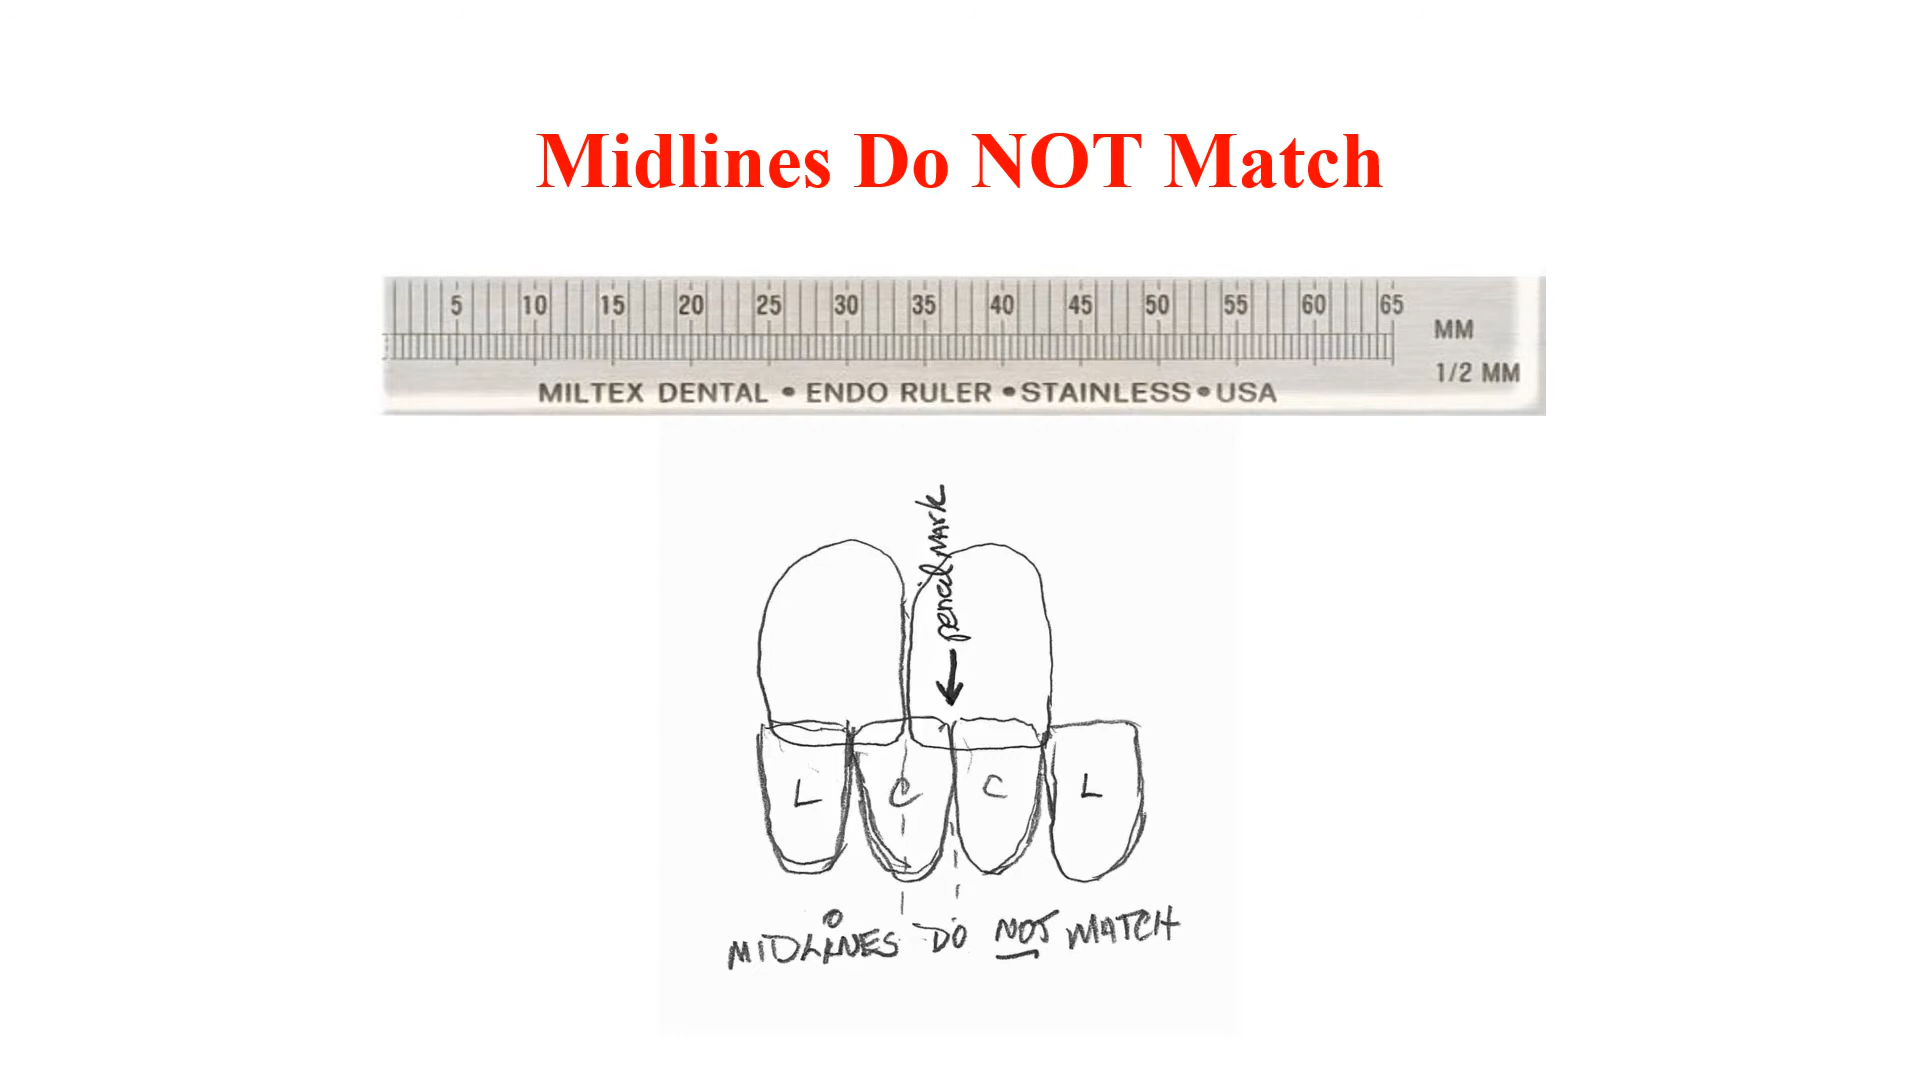 Midlines Do NOT Match
5 10 15 20 25 30 35 40 45 50 55 60 65
MM
1/2 MM
MILTEX DENTAL • ENDO RULER • STAINLESS • USA
pencil MARK
L C C L
MIDLINES DO NOT MATCH